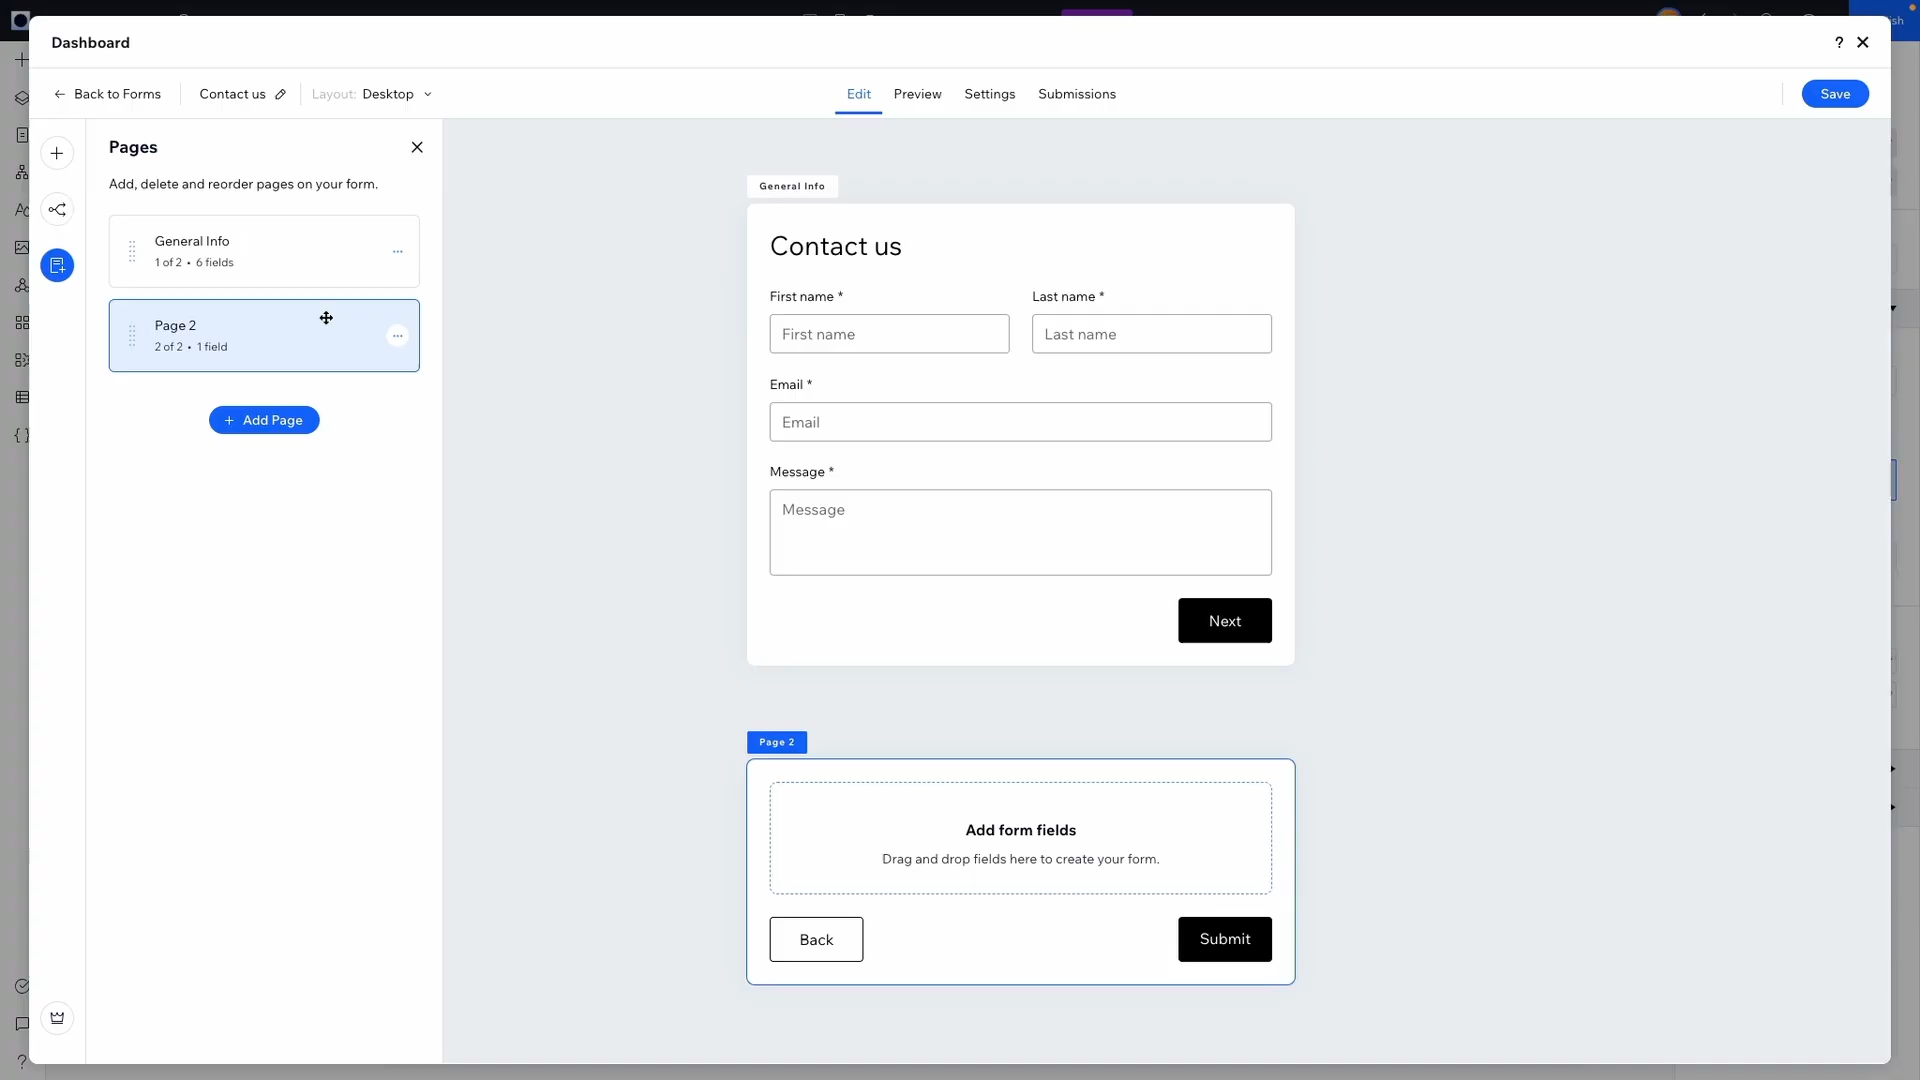 Dashboard
?
Back to Forms
Contact us
Layout: Desktop
Edit
Preview
Settings
Submissions
Save
Pages
Add, delete and reorder pages on your form.
General Info
1 of 2 • 6 fields
Page 2
2 of 2 • 1 field
+ Add Page
General Info
Contact us
First name *
Last name *
First name
Last name
Email *
Email
Message *
Message
Next
Page 2
Add form fields
Drag and drop fields here to create your form.
Back
Submit